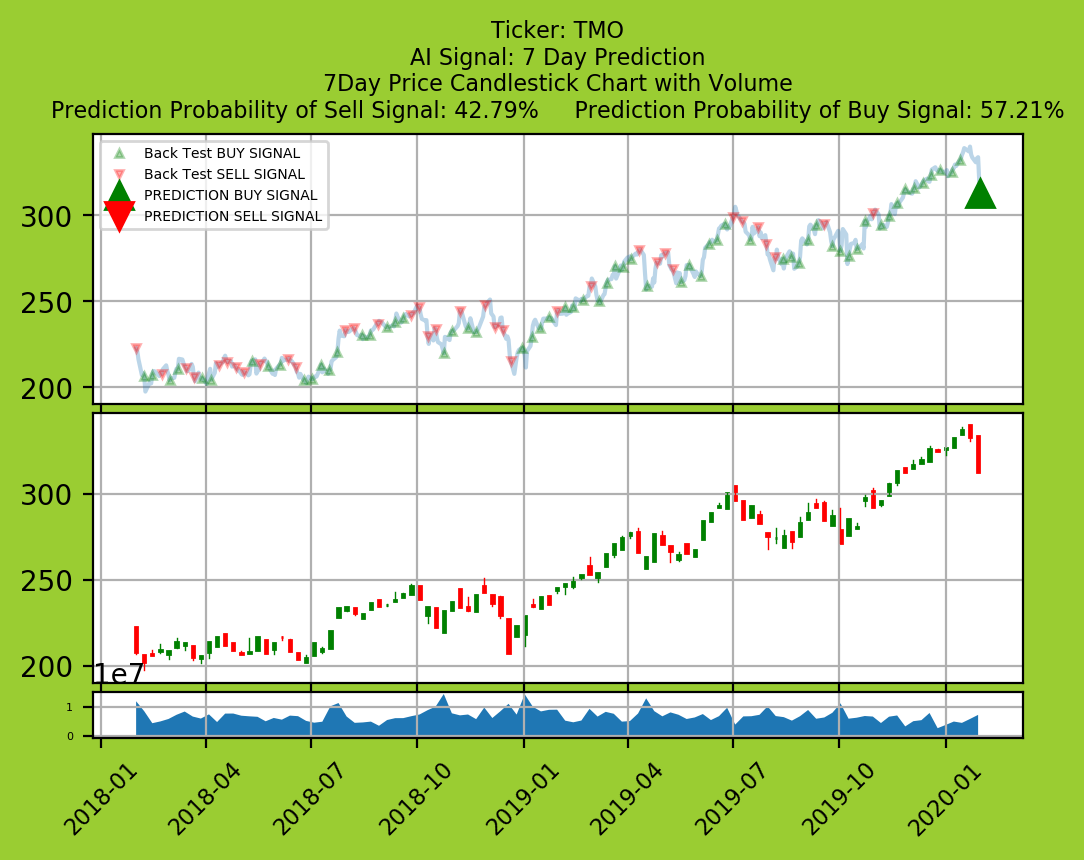 Ticker: TMO
AI Signal: 7 Day Prediction
7Day Price Candlestick Chart with Volume
Prediction Probability of Sell Signal: 42.79%     Prediction Probability of Buy Signal: 57.21%
Back Test BUY SIGNAL
Back Test SELL SIGNAL
PREDICTION BUY SIGNAL
PREDICTION SELL SIGNAL
300
250
200
300
250
200
1e7
1
0
2018-01
2018-04
2018-07
2018-10
2019-01
2019-04
2019-07
2019-10
2020-01